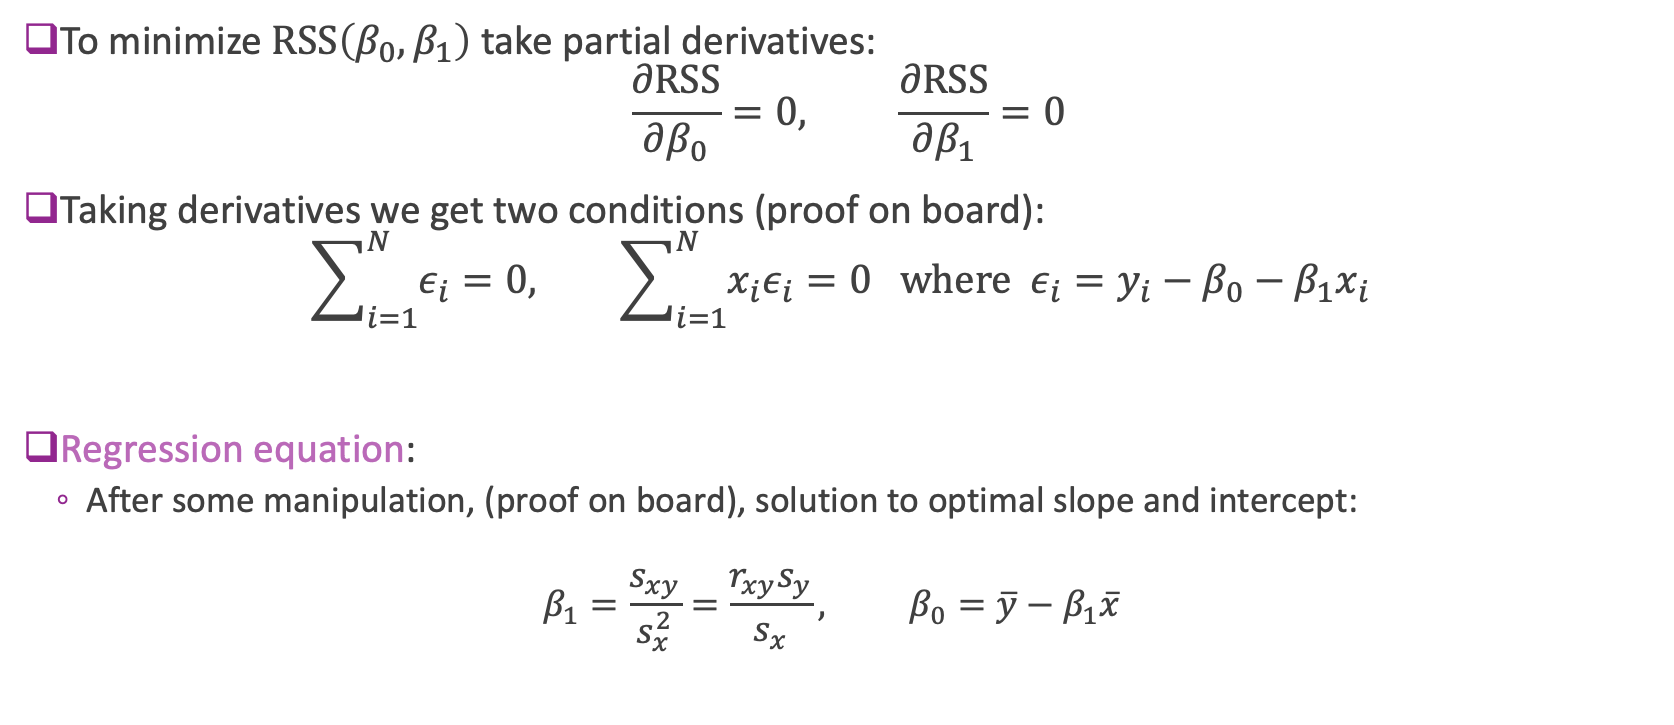 ❑To minimize RSS(β₀, β₁) take partial derivatives:
∂RSS/∂β₀ = 0, ∂RSS/∂β₁ = 0
❑Taking derivatives we get two conditions (proof on board):
∑ᵢ₌₁ᴺ ϵᵢ = 0, ∑ᵢ₌₁ᴺ xᵢϵᵢ = 0 where ϵᵢ = yᵢ − β₀ − β₁xᵢ
❑Regression equation:
◦ After some manipulation, (proof on board), solution to optimal slope and intercept:
β₁ = s_xy/s_x² = r_xy s_y/s_x, β₀ = ȳ − β₁x̄